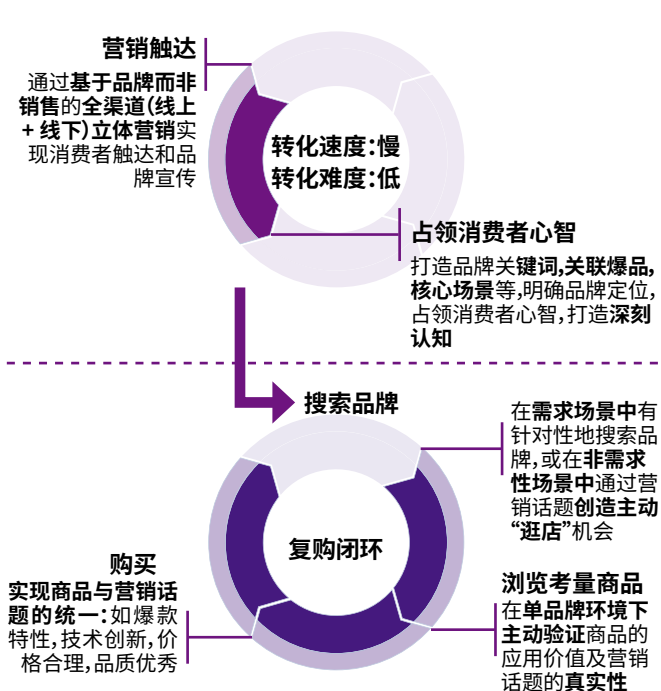 营销触达
通过基于品牌而非
销售的全渠道(线上
+ 线下)立体营销实
现消费者触达和品
牌宣传
转化速度:慢
转化难度:低
占领消费者心智
打造品牌关键词,关联爆品,
核心场景等,明确品牌定位,
占领消费者心智,打造深刻
认知
搜索品牌
在需求场景中有
针对性地搜索品
牌,或在非需求
性场景中通过营
销话题创造主动
“逛店”机会
复购闭环
购买
实现商品与营销话
题的统一:如爆款
特性,技术创新,价
格合理,品质优秀
浏览考量商品
在单品牌环境下
主动验证商品的
应用价值及营销
话题的真实性